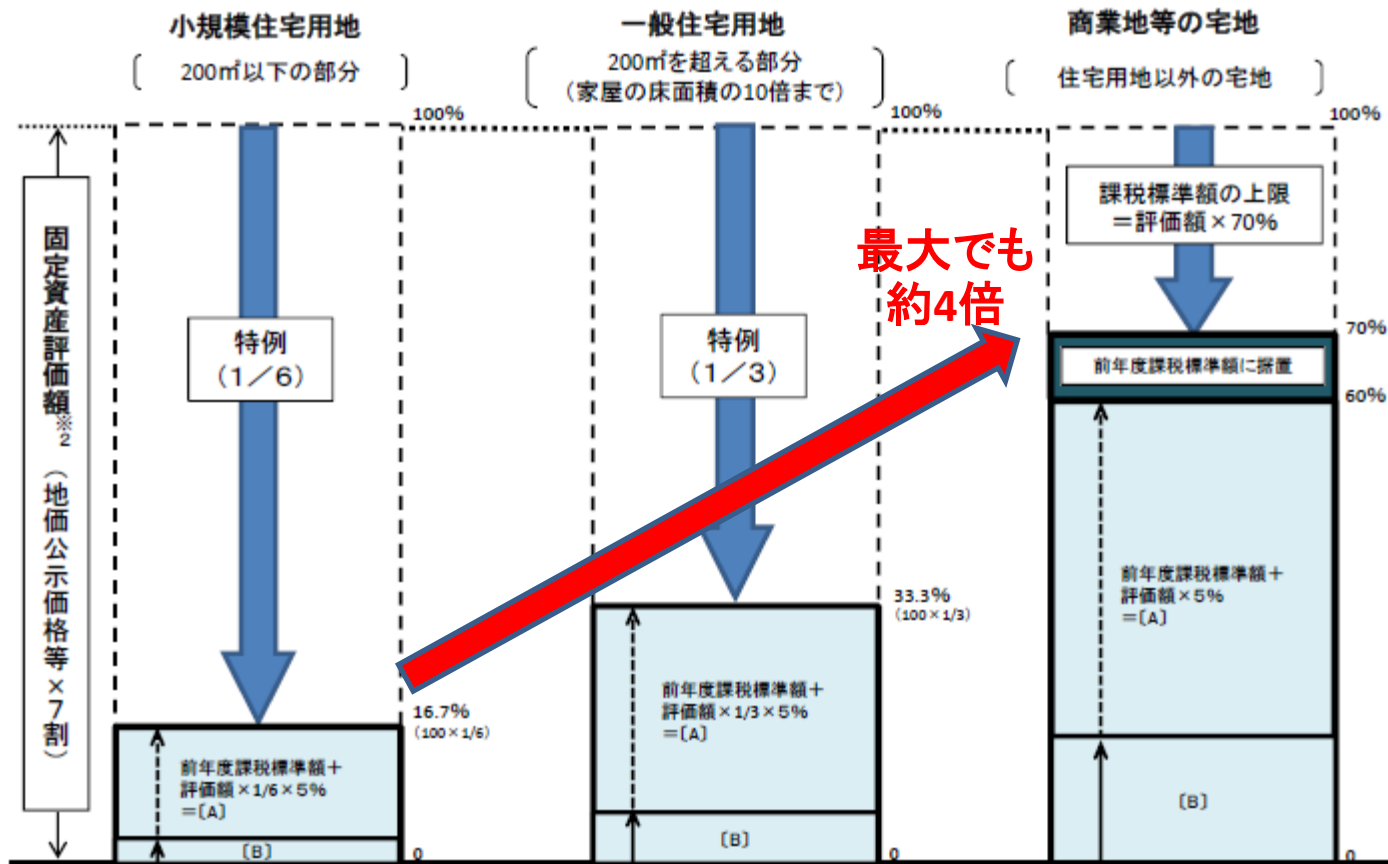 小規模住宅用地
200㎡以下の部分
一般住宅用地
200㎡を超える部分
(家屋の床面積の10倍まで)
商業地等の宅地
住宅用地以外の宅地
100%
100%
100%
固定資産評価額※2(地価公示価格等×7割)
特例
(1/6)
特例
(1/3)
課税標準額の上限
=評価額×70%
最大でも
約4倍
70%
前年度課税標準額に据置
60%
前年度課税標準額+
評価額×5%
=〔A〕
33.3%
(100×1/3)
前年度課税標準額+
評価額×1/3×5%
=〔A〕
16.7%
(100×1/6)
前年度課税標準額+
評価額×1/6×5%
=〔A〕
〔B〕
0
〔B〕
0
〔B〕
0